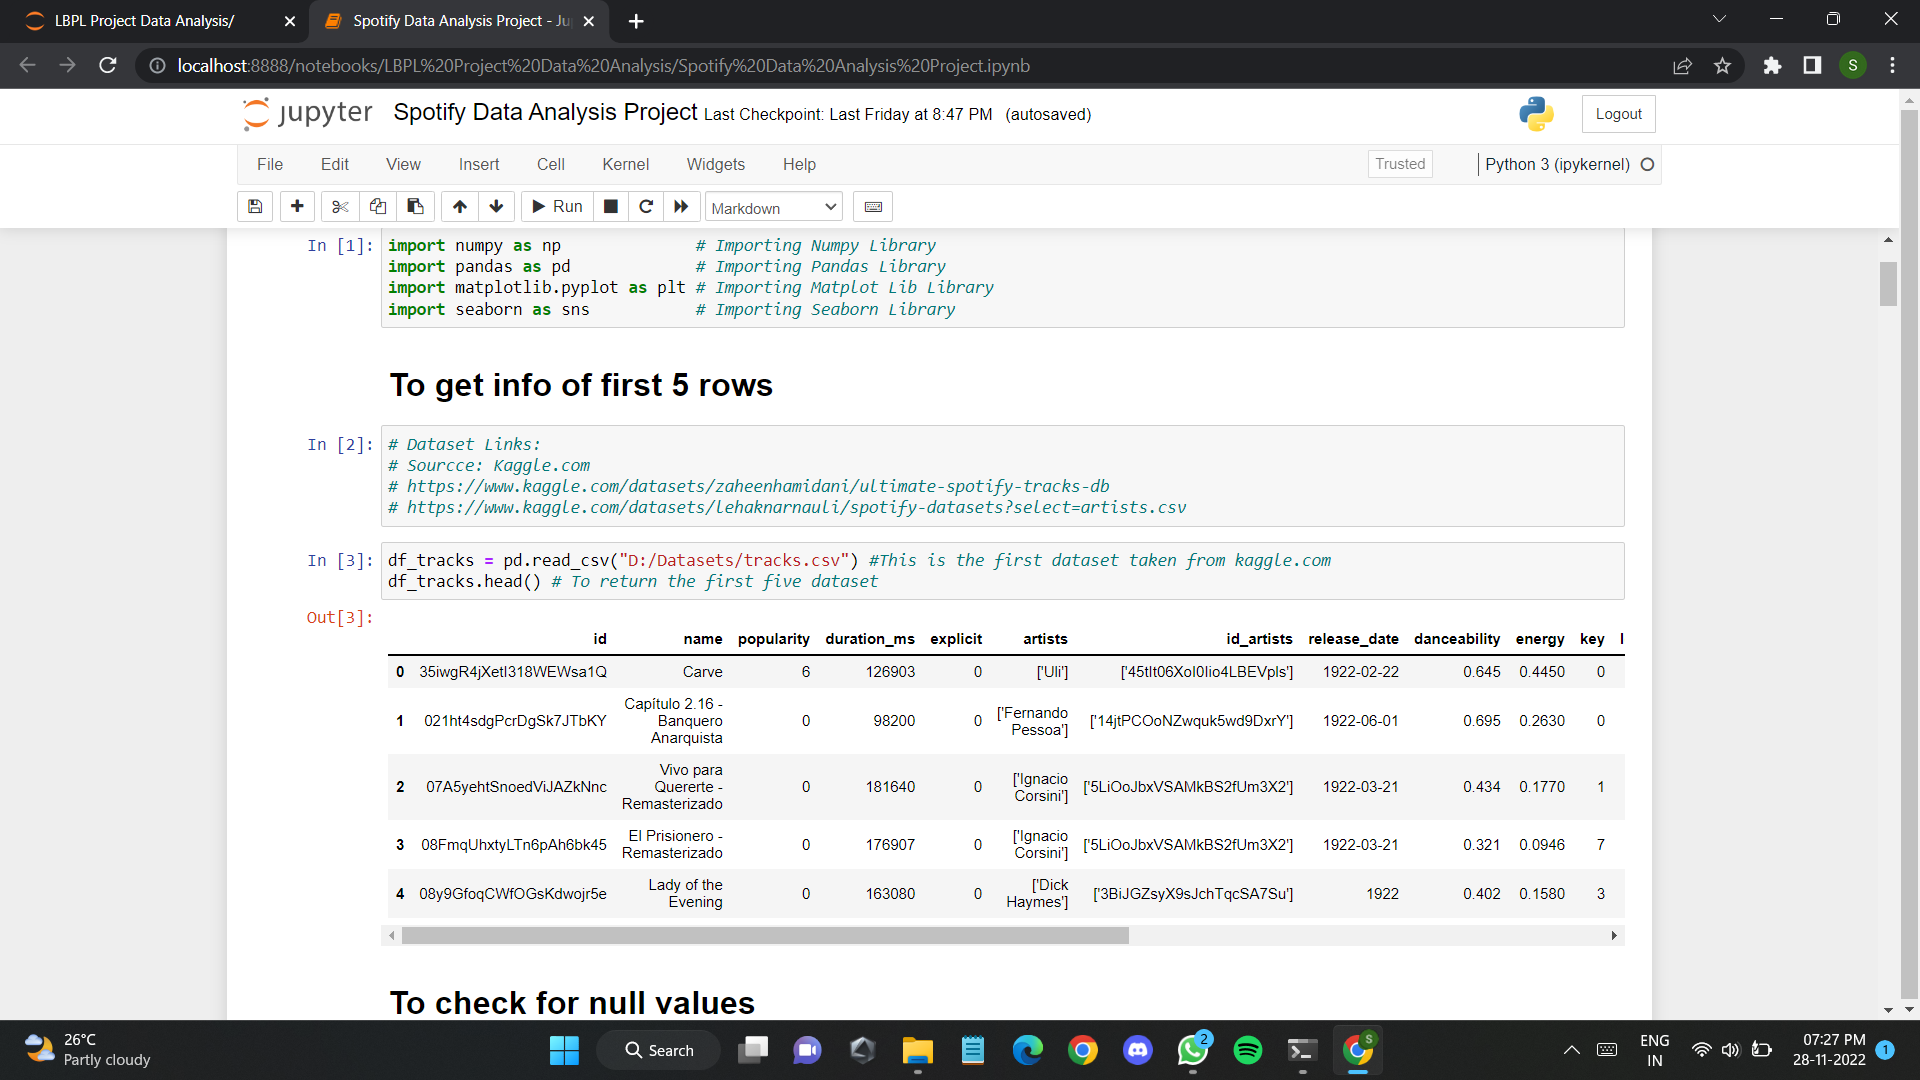 LBPL Project Data Analysis/
Spotify Data Analysis Project - Ju
localhost:8888/notebooks/LBPL%20Project%20Data%20Analysis/Spotify%20Data%20Analysis%20Project.ipynb
S
jupyter Spotify Data Analysis Project Last Checkpoint: Last Friday at 8:47 PM (autosaved)
Logout
File Edit View Insert Cell Kernel Widgets Help
Trusted
Python 3 (ipykernel)
Run
Markdown
In [1]: import numpy as np # Importing Numpy Library
import pandas as pd # Importing Pandas Library
import matplotlib.pyplot as plt # Importing Matplot Lib Library
import seaborn as sns # Importing Seaborn Library
To get info of first 5 rows
In [2]: # Dataset Links:
# Sourcce: Kaggle.com
# https://www.kaggle.com/datasets/zaheenhamidani/ultimate-spotify-tracks-db
# https://www.kaggle.com/datasets/lehaknarnauli/spotify-datasets?select=artists.csv
In [3]: df_tracks = pd.read_csv("D:/Datasets/tracks.csv") #This is the first dataset taken from kaggle.com
df_tracks.head() # To return the first five dataset
Out[3]:
id name popularity duration_ms explicit artists id_artists release_date danceability energy key l
0 35iwgR4jXetI318WEWsa1Q Carve 6 126903 0 ['Uli'] ['45tIt06XoI0Iio4LBEVpls'] 1922-02-22 0.645 0.4450 0
1 021ht4sdgPcrDgSk7JTbKY Capítulo 2.16 - Banquero Anarquista 0 98200 0 ['Fernando Pessoa'] ['14jtPCOoNZwquk5wd9DxrY'] 1922-06-01 0.695 0.2630 0
2 07A5yehtSnoedViJAZkNnc Vivo para Quererte - Remasterizado 0 181640 0 ['Ignacio Corsini'] ['5LiOoJbxVSAMkBS2fUm3X2'] 1922-03-21 0.434 0.1770 1
3 08FmqUhxtyLTn6pAh6bk45 El Prisionero - Remasterizado 0 176907 0 ['Ignacio Corsini'] ['5LiOoJbxVSAMkBS2fUm3X2'] 1922-03-21 0.321 0.0946 7
4 08y9GfoqCWfOGsKdwojr5e Lady of the Evening 0 163080 0 ['Dick Haymes'] ['3BiJGZsyX9sJchTqcSA7Su'] 1922 0.402 0.1580 3
To check for null values
26°C
Partly cloudy
Search
2
S
ENG
IN
07:27 PM
28-11-2022
1